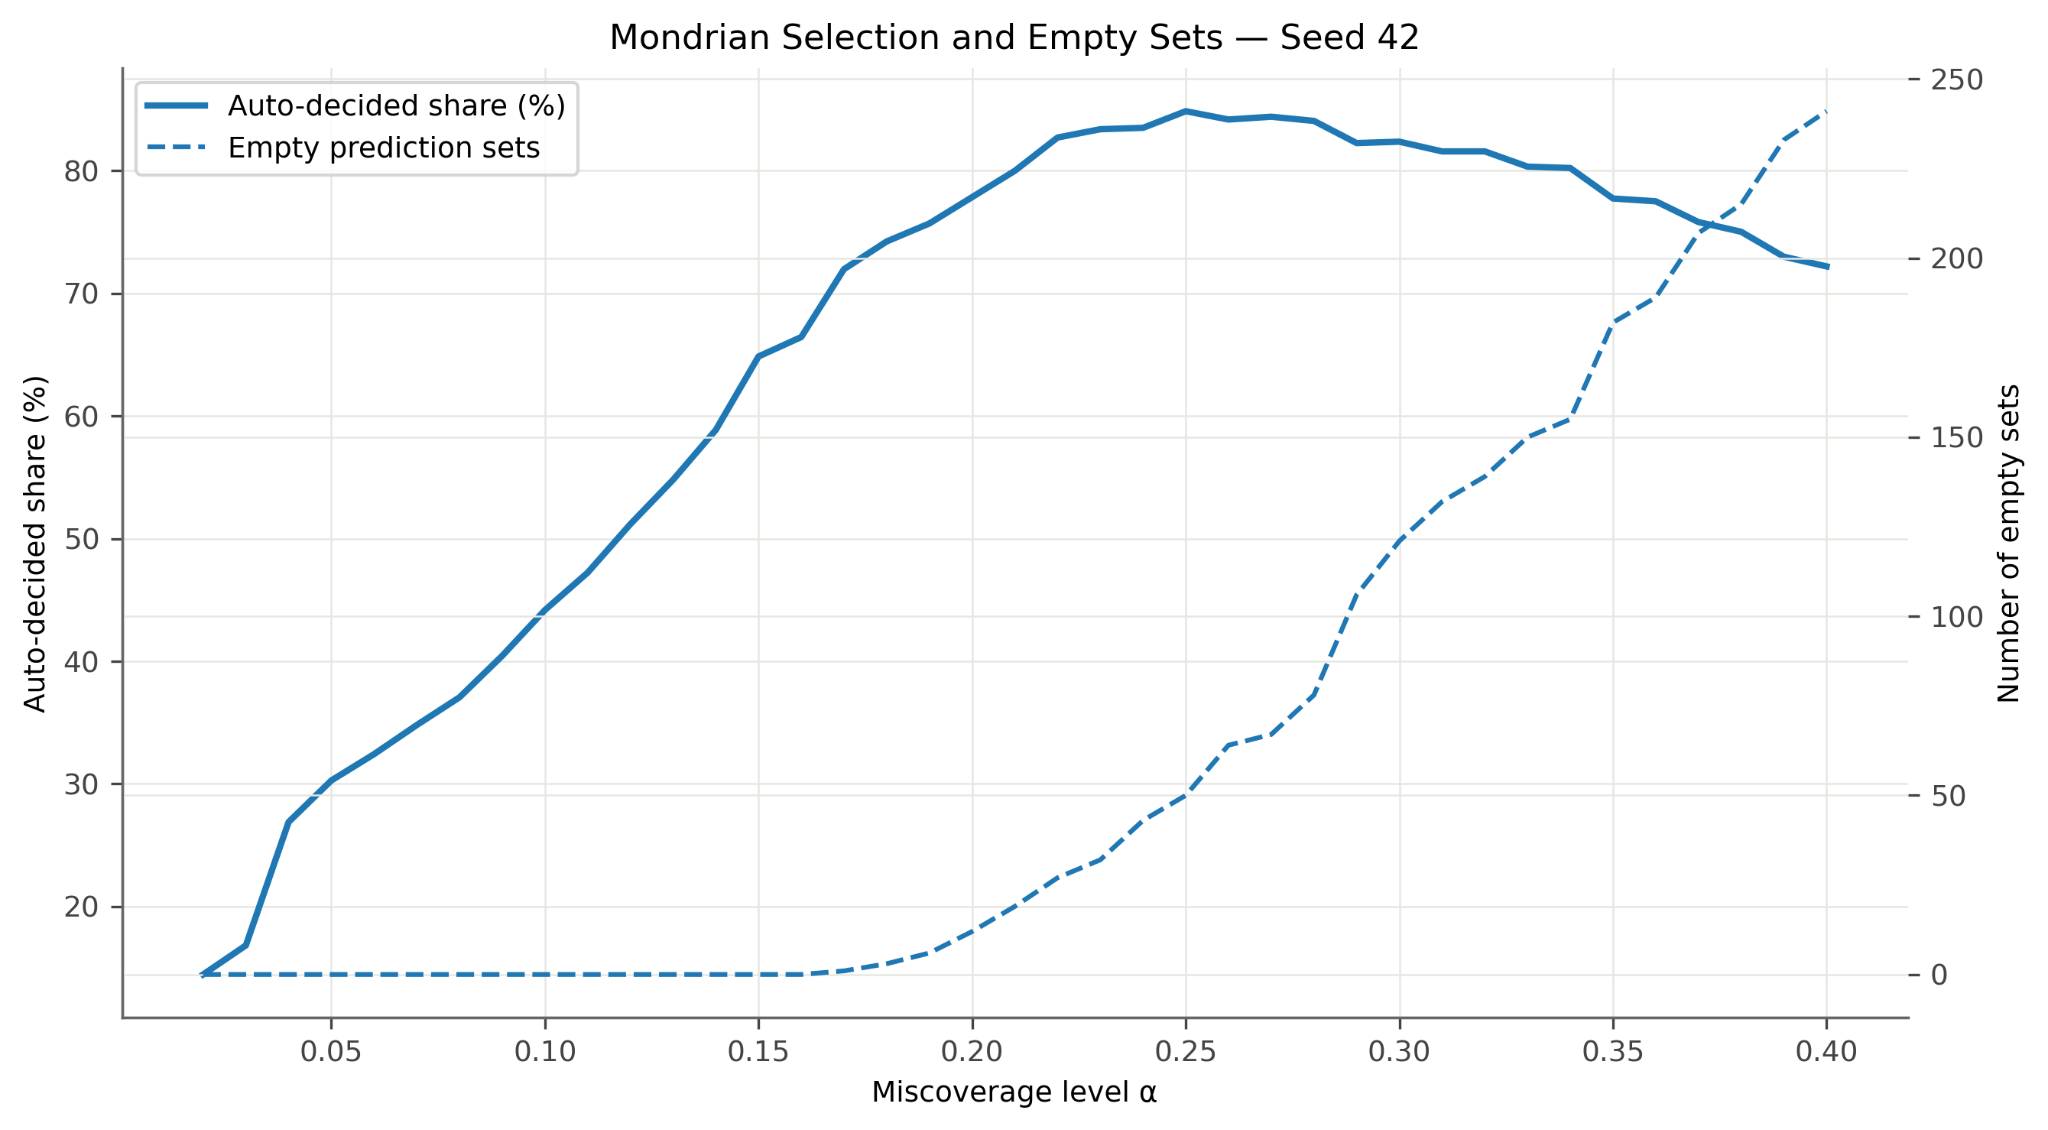 Mondrian Selection and Empty Sets — Seed 42
Auto-decided share (%)
Empty prediction sets
Auto-decided share (%)
80
70
60
50
40
30
20
250
200
150
100
50
0
Number of empty sets
0.05 0.10 0.15 0.20 0.25 0.30 0.35 0.40
Miscoverage level α